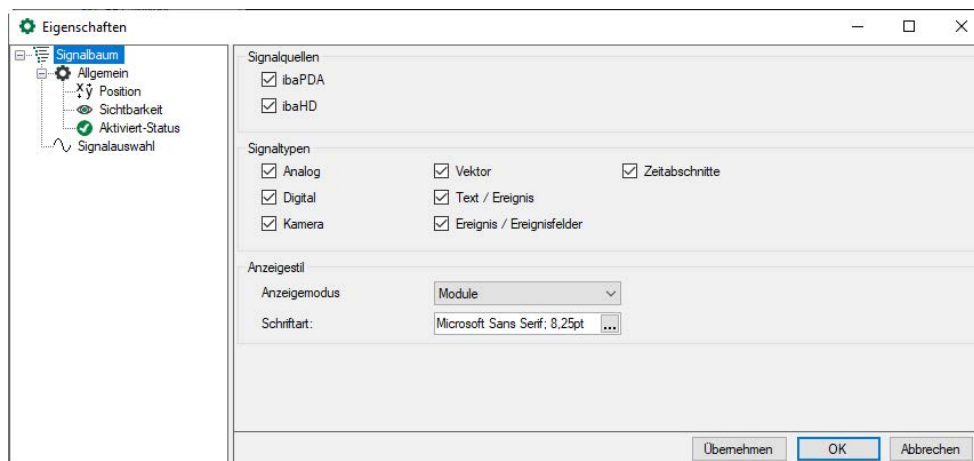 Eigenschaften
Signalbaum
Allgemein
Position
Sichtbarkeit
Aktiviert-Status
Signalauswahl
Signalquellen
ibaPDA
ibaHD
Signaltypen
Analog Vektor Zeitabschnitte
Digital Text / Ereignis
Kamera Ereignis / Ereignisfelder
Anzeigestil
Anzeigemodus Module
Schriftart: Microsoft Sans Serif; 8,25pt ...
Übernehmen OK Abbrechen